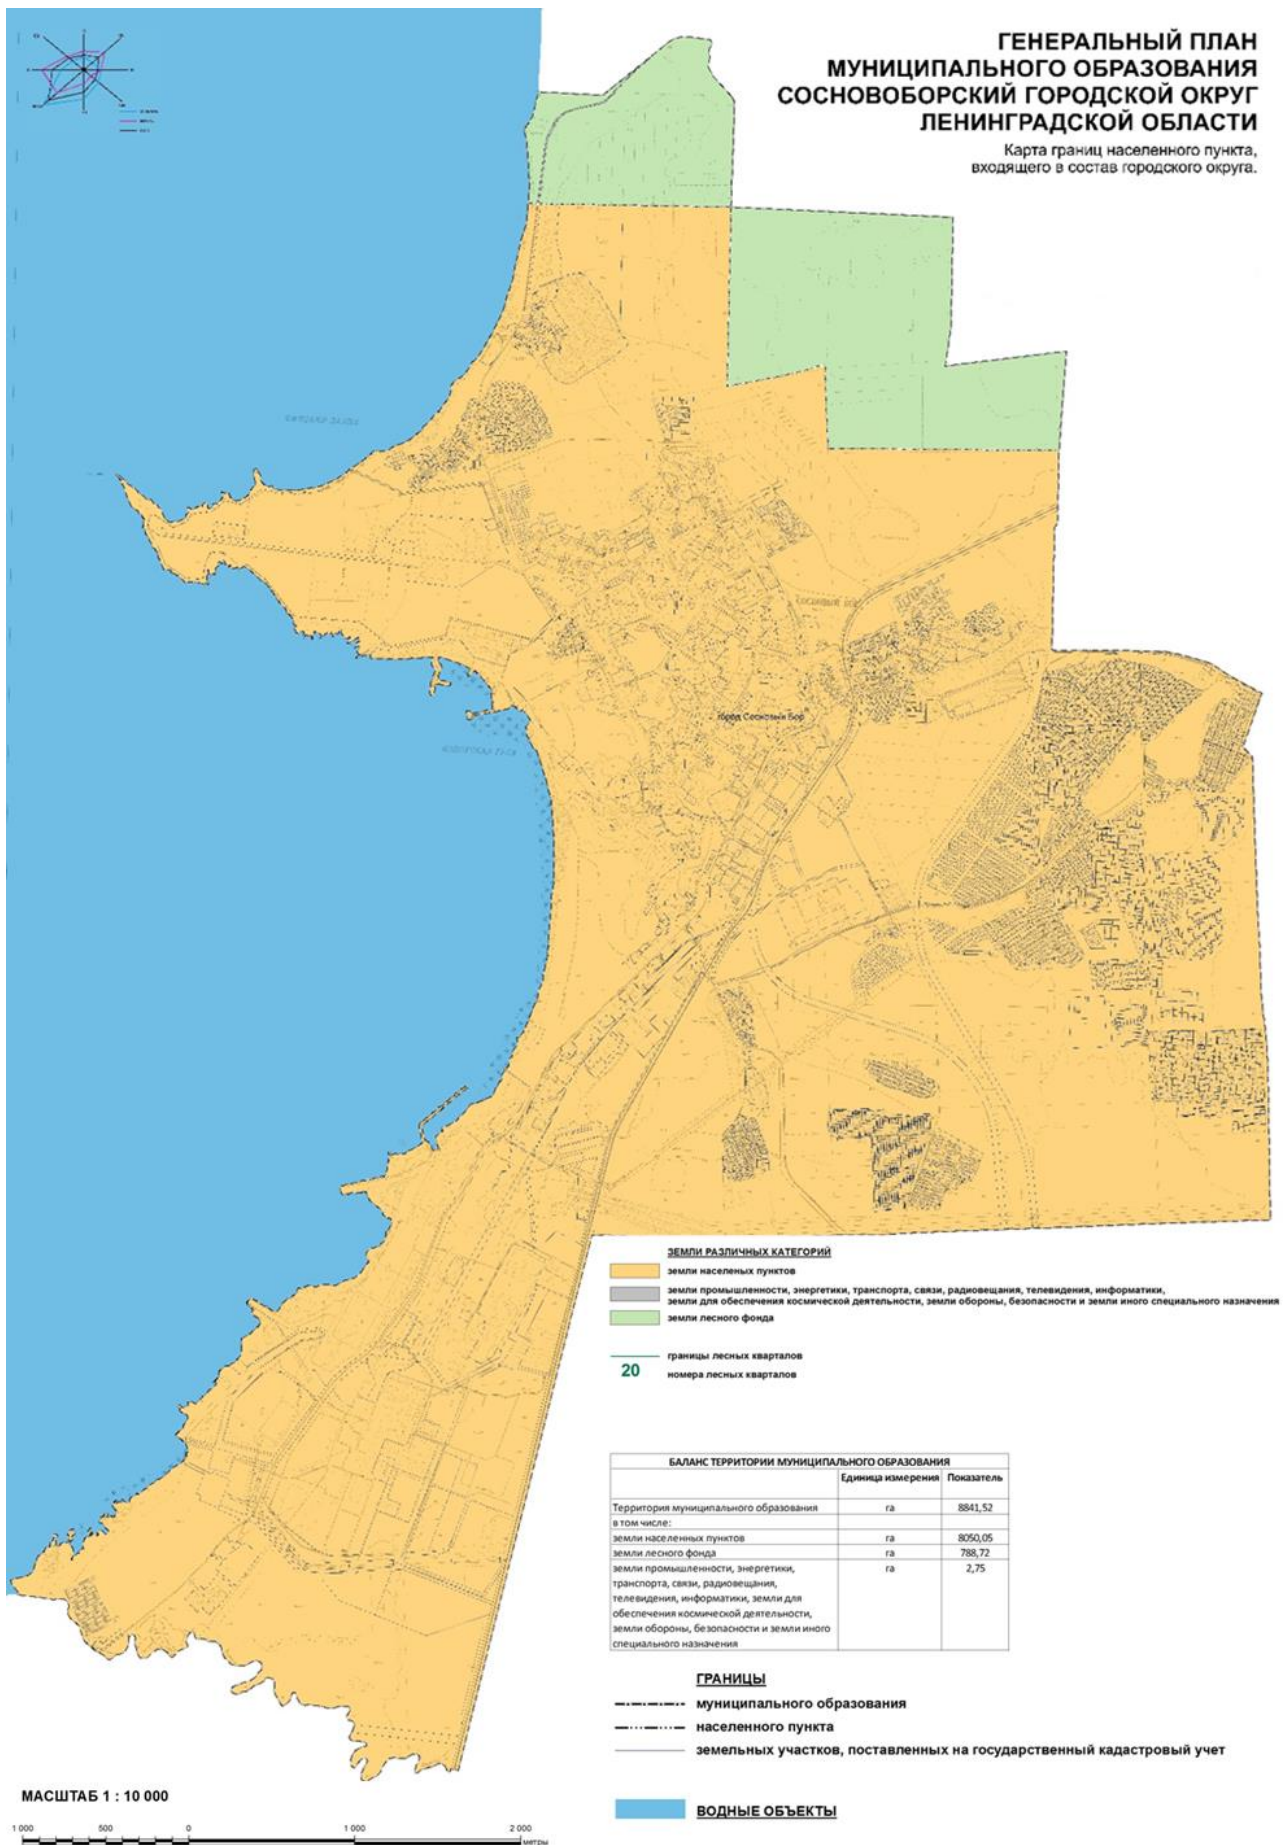 ГЕНЕРАЛЬНЫЙ ПЛАН
МУНИЦИПАЛЬНОГО ОБРАЗОВАНИЯ
СОСНОВОБОРСКИЙ ГОРОДСКОЙ ОКРУГ
ЛЕНИНГРАДСКОЙ ОБЛАСТИ
Карта границ населенного пункта,
входящего в состав городского округа.
город Сосновый Бор
ЗЕМЛИ РАЗЛИЧНЫХ КАТЕГОРИЙ
земли населеных пунктов
земли промышленности, энергетики, транспорта, связи, радиовещания, телевидения, информатики,
земли для обеспечения космической деятельности, земли обороны, безопасности и земли иного специального назначения
земли лесного фонда
границы лесных кварталов
20 номера лесных кварталов
БАЛАНС ТЕРРИТОРИИ МУНИЦИПАЛЬНОГО ОБРАЗОВАНИЯ
Единица измерения Показатель
Территория муниципального образования га 8841,52
в том числе:
земли населенных пунктов га 8050,05
земли лесного фонда га 788,72
земли промышленности, энергетики, га 2,75
транспорта, связи, радиовещания,
телевидения, информатики, земли для
обеспечения космической деятельности,
земли обороны, безопасности и земли иного
специального назначения
ГРАНИЦЫ
муниципального образования
населенного пункта
земельных участков, поставленных на государственный кадастровый учет
ВОДНЫЕ ОБЪЕКТЫ
МАСШТАБ 1 : 10 000
1 000 500 0 1 000 2 000
метры